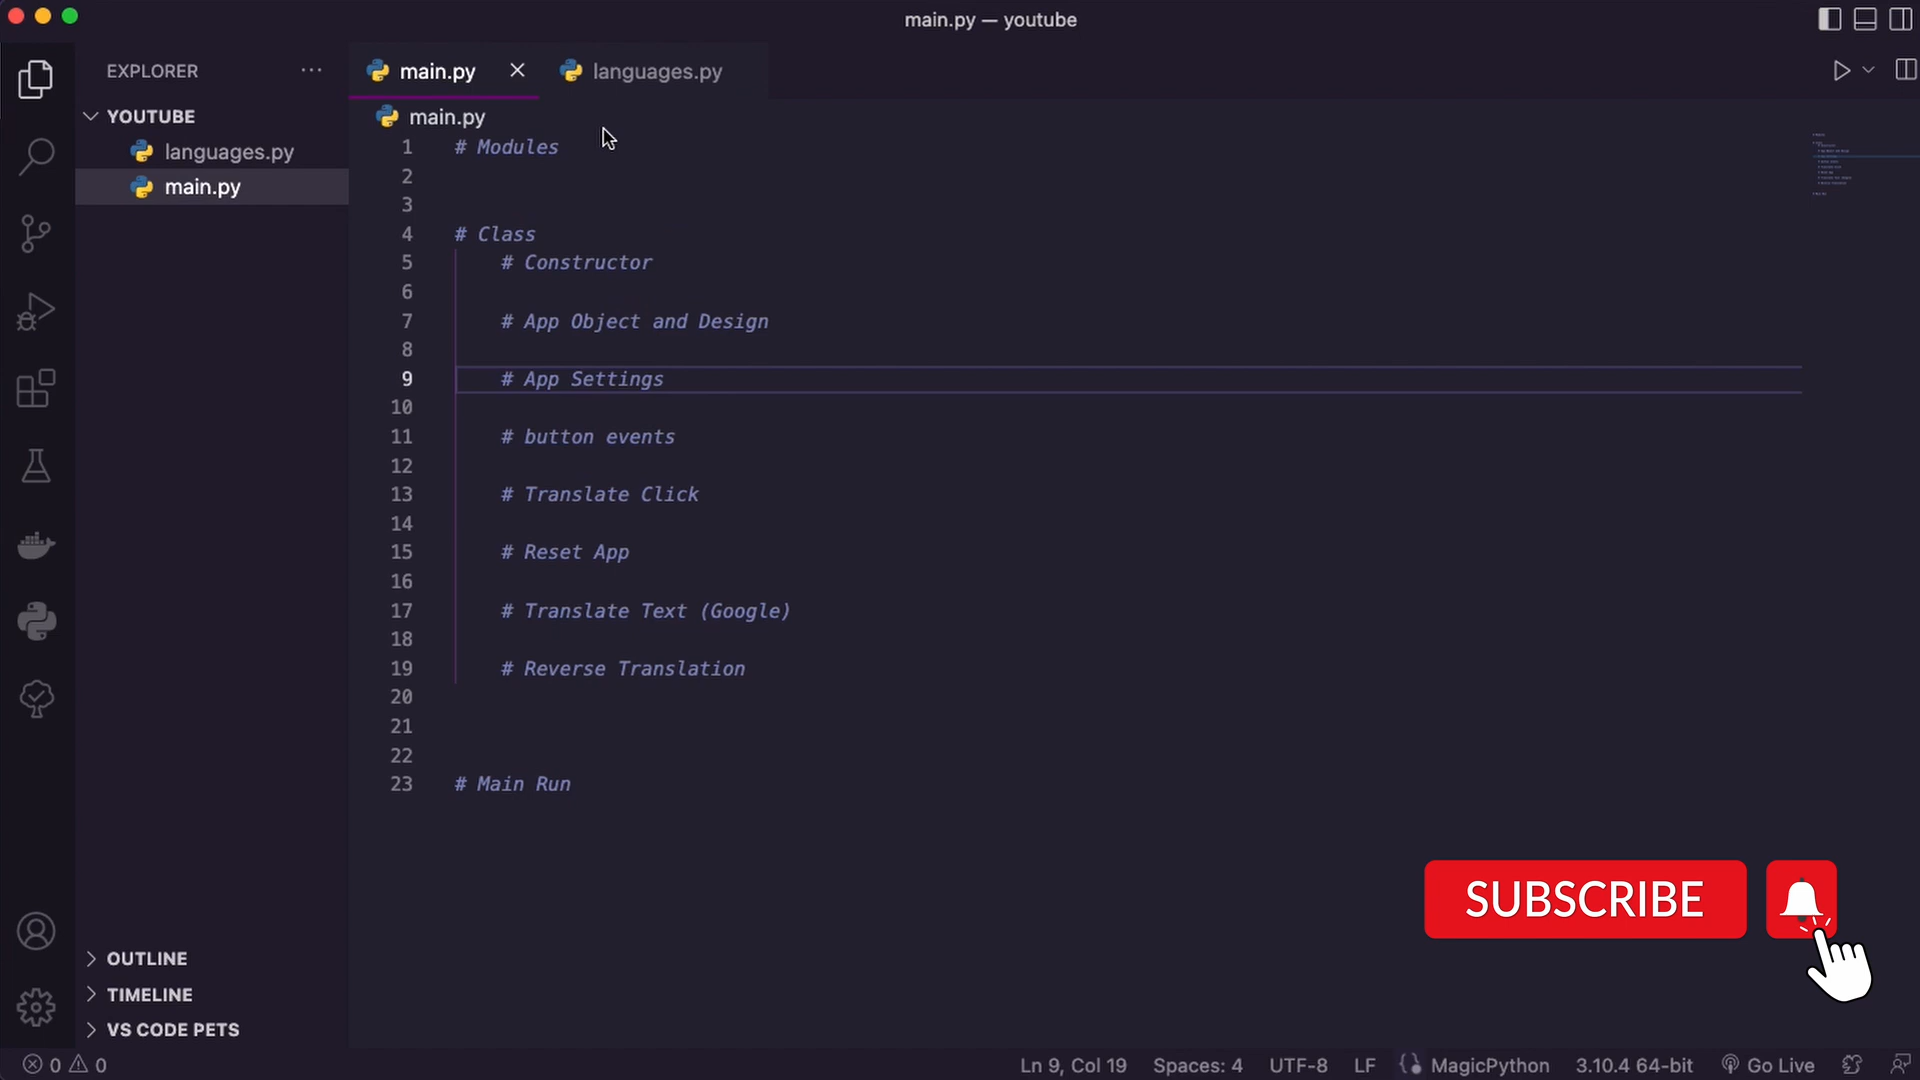 main.py — youtube
EXPLORER
main.py
languages.py
YOUTUBE
languages.py
main.py
main.py
1 # Modules
2
3
4 # Class
5 # Constructor
6
7 # App Object and Design
8
9 # App Settings
10
11 # button events
12
13 # Translate Click
14
15 # Reset App
16
17 # Translate Text (Google)
18
19 # Reverse Translation
20
21
22
23 # Main Run
SUBSCRIBE
OUTLINE
TIMELINE
VS CODE PETS
0 0 Ln 9, Col 19 Spaces: 4 UTF-8 LF MagicPython 3.10.4 64-bit Go Live